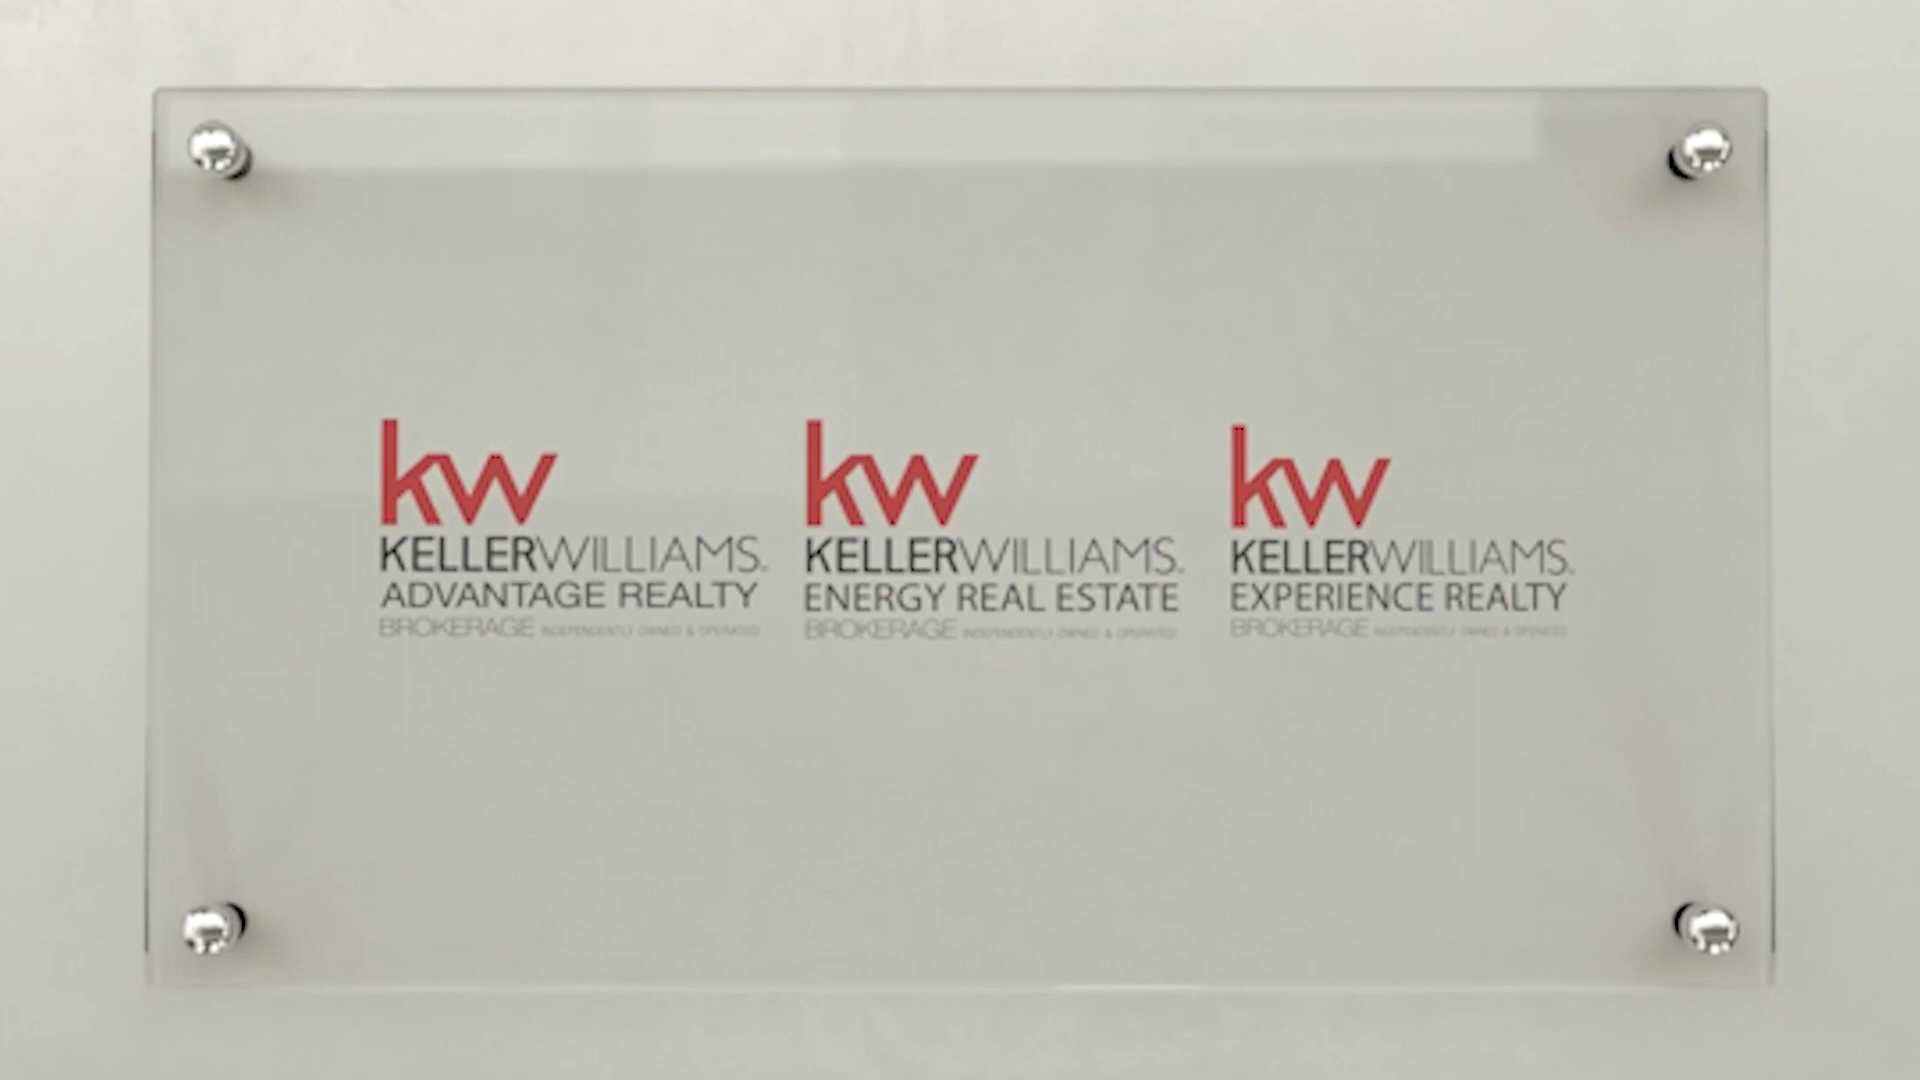 kw
KELLERWILLIAMS.
ADVANTAGE REALTY
BROKERAGE INDEPENDENTLY OWNED & OPERATED
kw
KELLERWILLIAMS.
ENERGY REAL ESTATE
BROKERAGE INDEPENDENTLY OWNED & OPERATED
kw
KELLERWILLIAMS.
EXPERIENCE REALTY
BROKERAGE INDEPENDENTLY OWNED & OPERATED